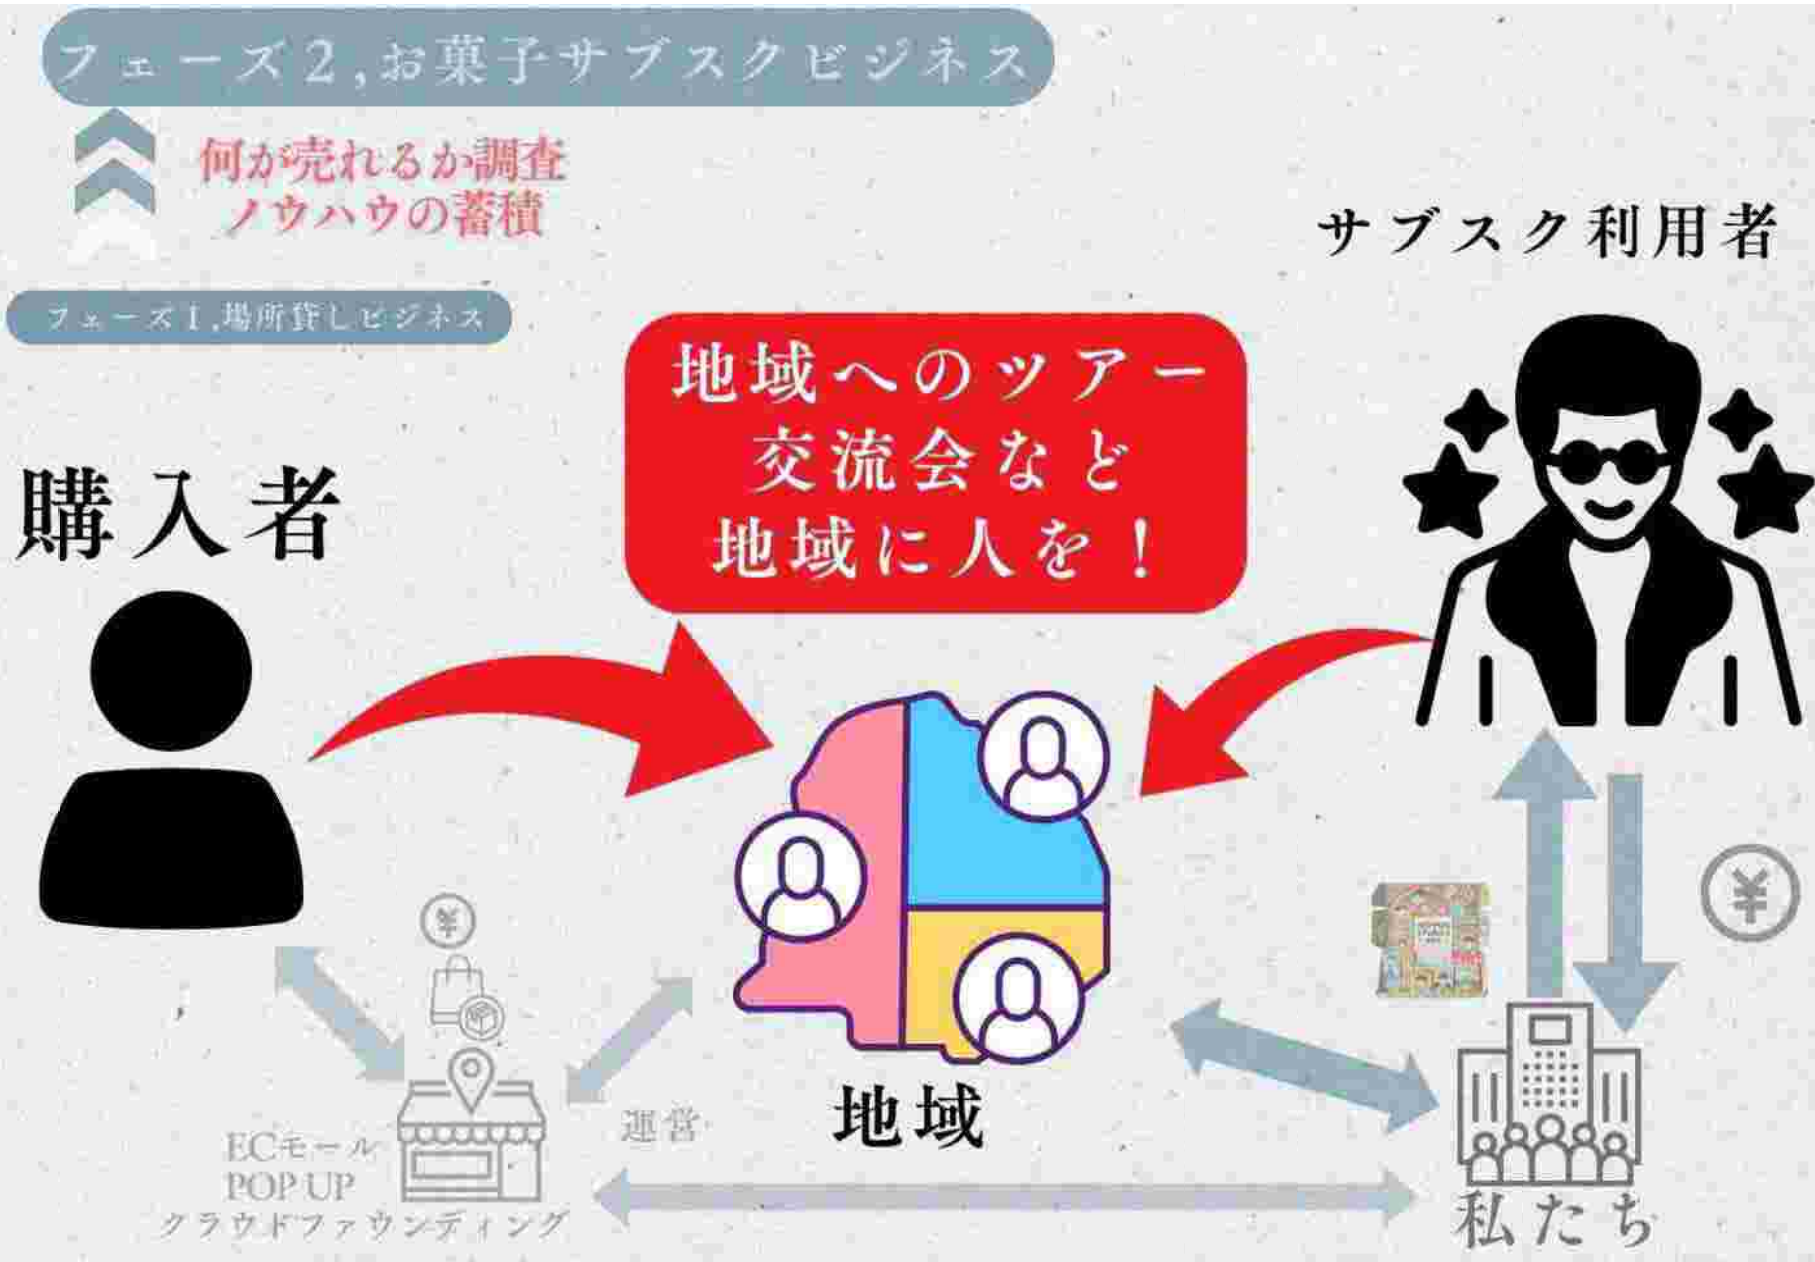 フェーズ2,お菓子サブスクビジネス
何が売れるか調査
ノウハウの蓄積
フェーズ1,場所貸しビジネス
サブスク利用者
地域へのツアー
交流会など
地域に人を!
購入者
¥
¥
地域
運営
ECモール
POP UP
クラウドファウンディング
私たち